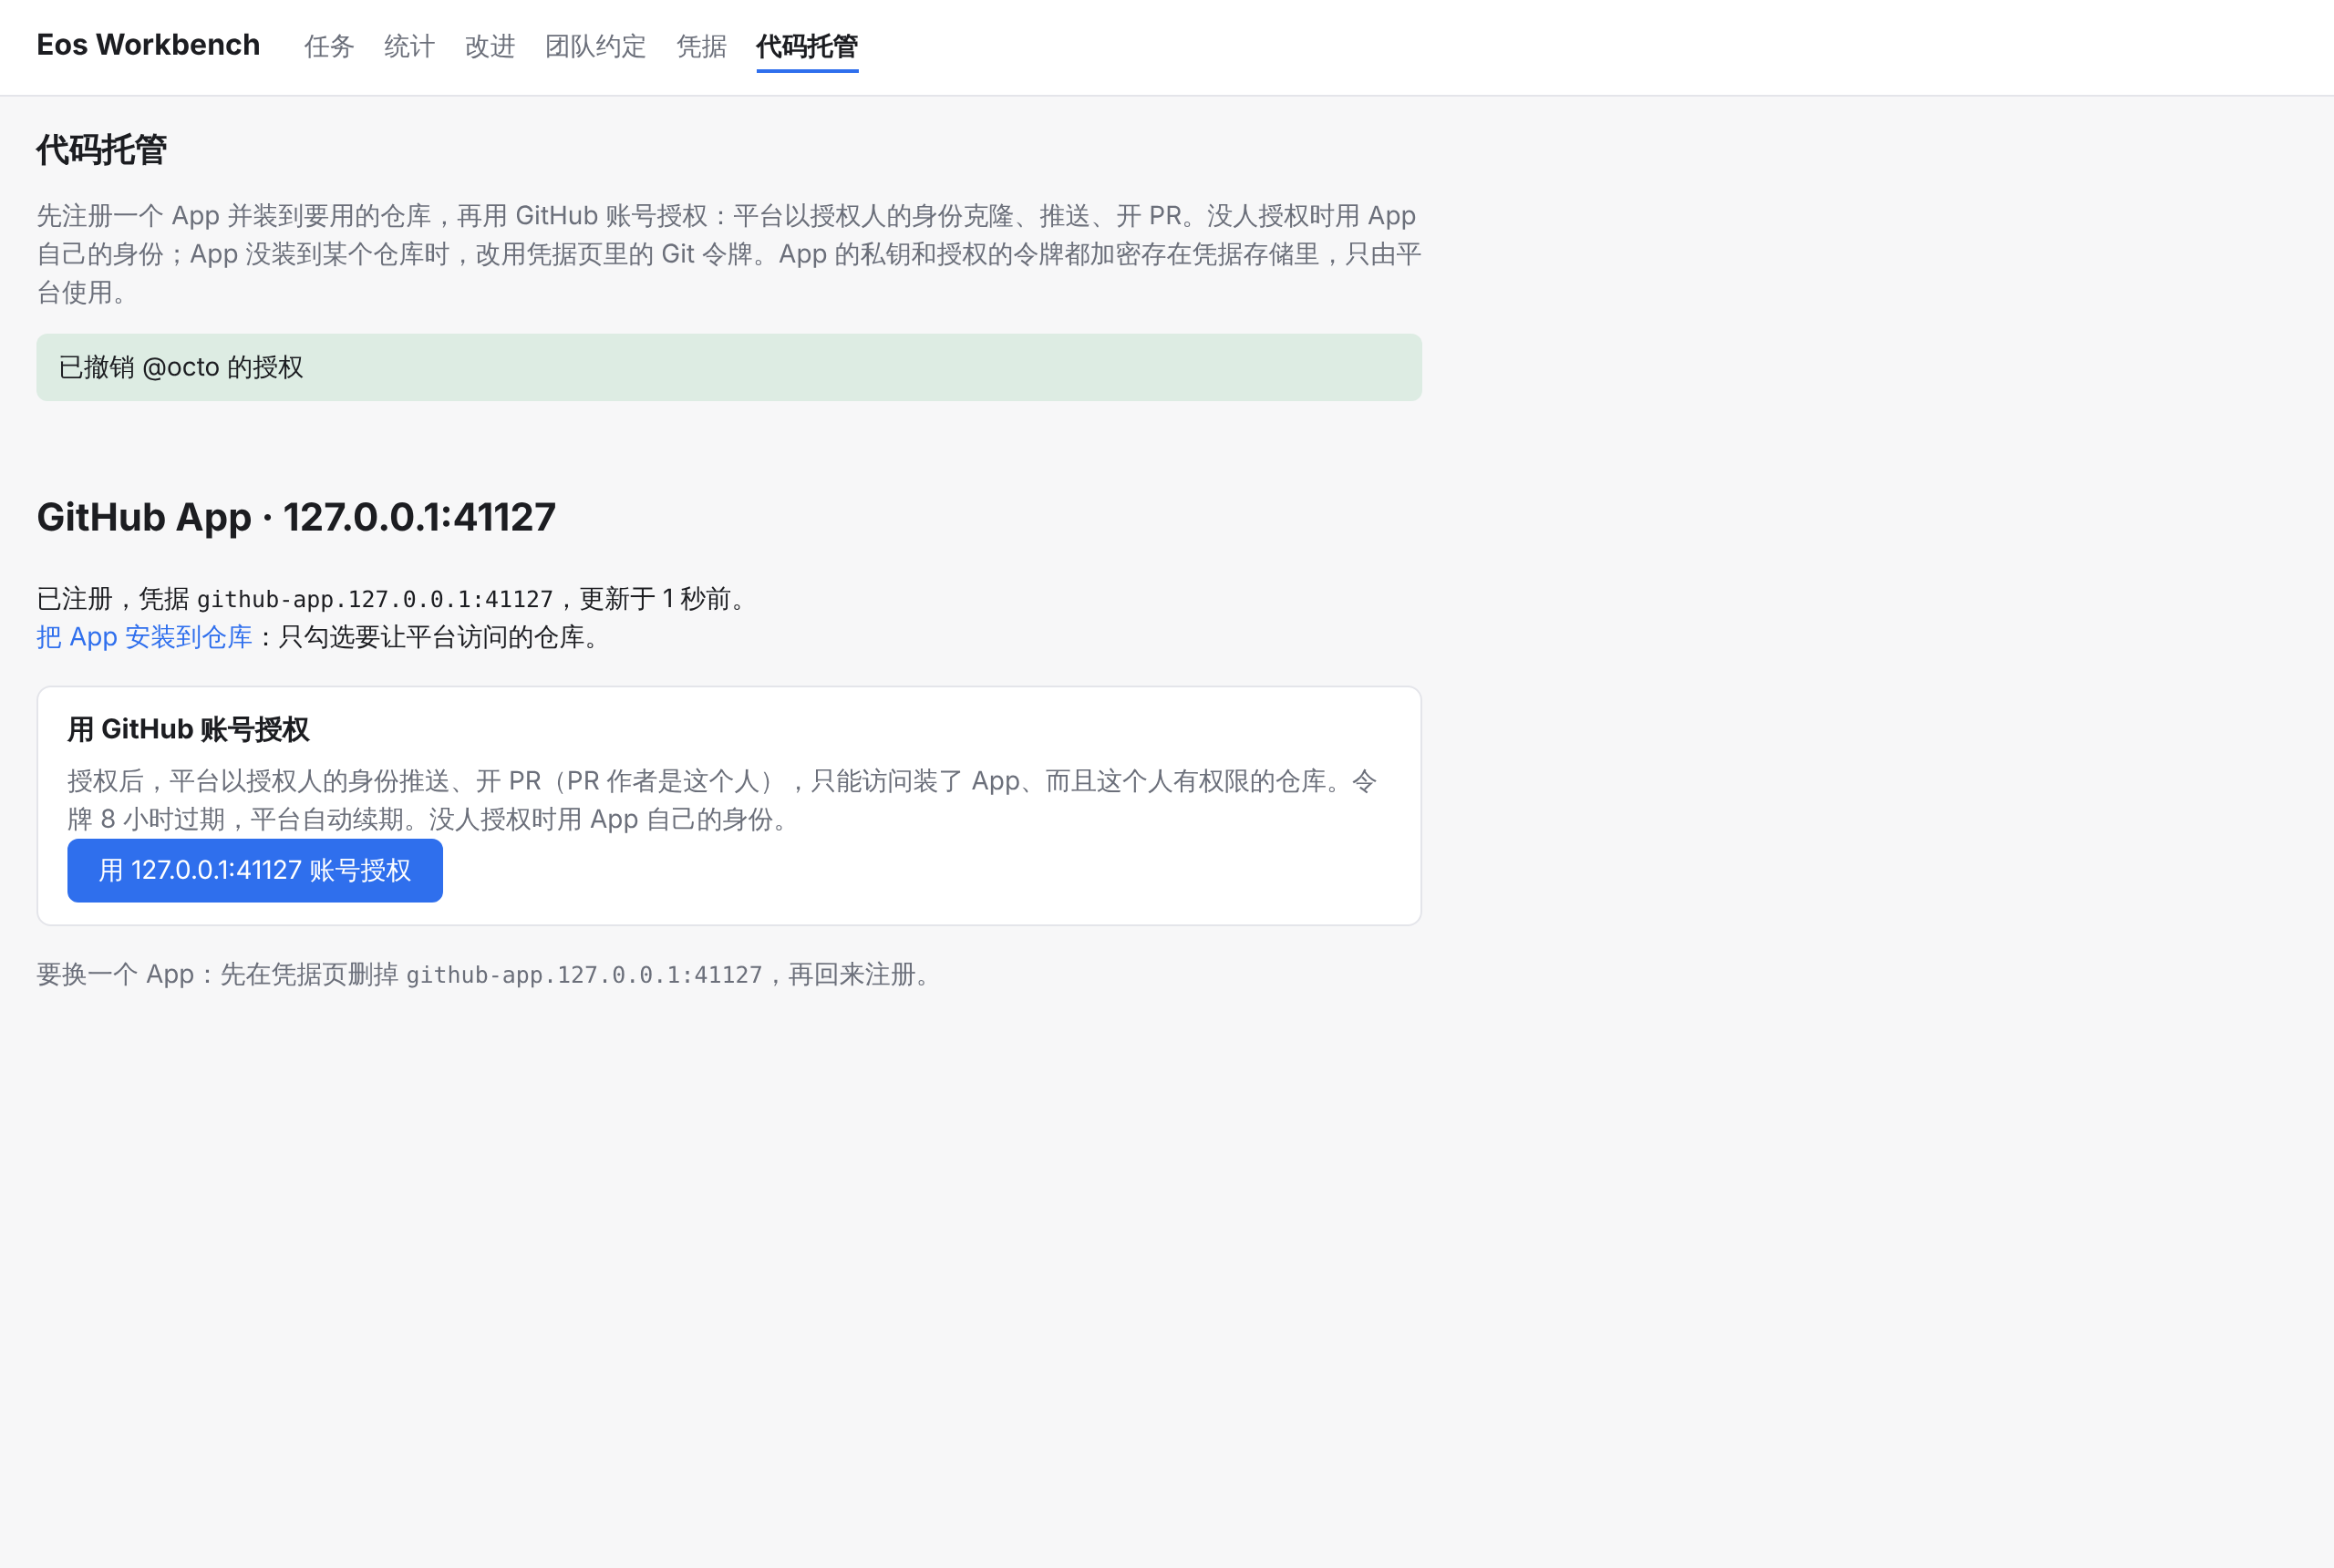 Eos Workbench 任务 统计 改进 团队约定 凭据 代码托管
代码托管
先注册一个 App 并装到要用的仓库，再用 GitHub 账号授权：平台以授权人的身份克隆、推送、开 PR。没人授权时用 App
自己的身份；App 没装到某个仓库时，改用凭据页里的 Git 令牌。App 的私钥和授权的令牌都加密存在凭据存储里，只由平
台使用。
已撤销 @octo 的授权
GitHub App · 127.0.0.1:41127
已注册，凭据 github-app.127.0.0.1:41127，更新于 1 秒前。
把 App 安装到仓库：只勾选要让平台访问的仓库。
用 GitHub 账号授权
授权后，平台以授权人的身份推送、开 PR（PR 作者是这个人），只能访问装了 App、而且这个人有权限的仓库。令
牌 8 小时过期，平台自动续期。没人授权时用 App 自己的身份。
用 127.0.0.1:41127 账号授权
要换一个 App：先在凭据页删掉 github-app.127.0.0.1:41127，再回来注册。